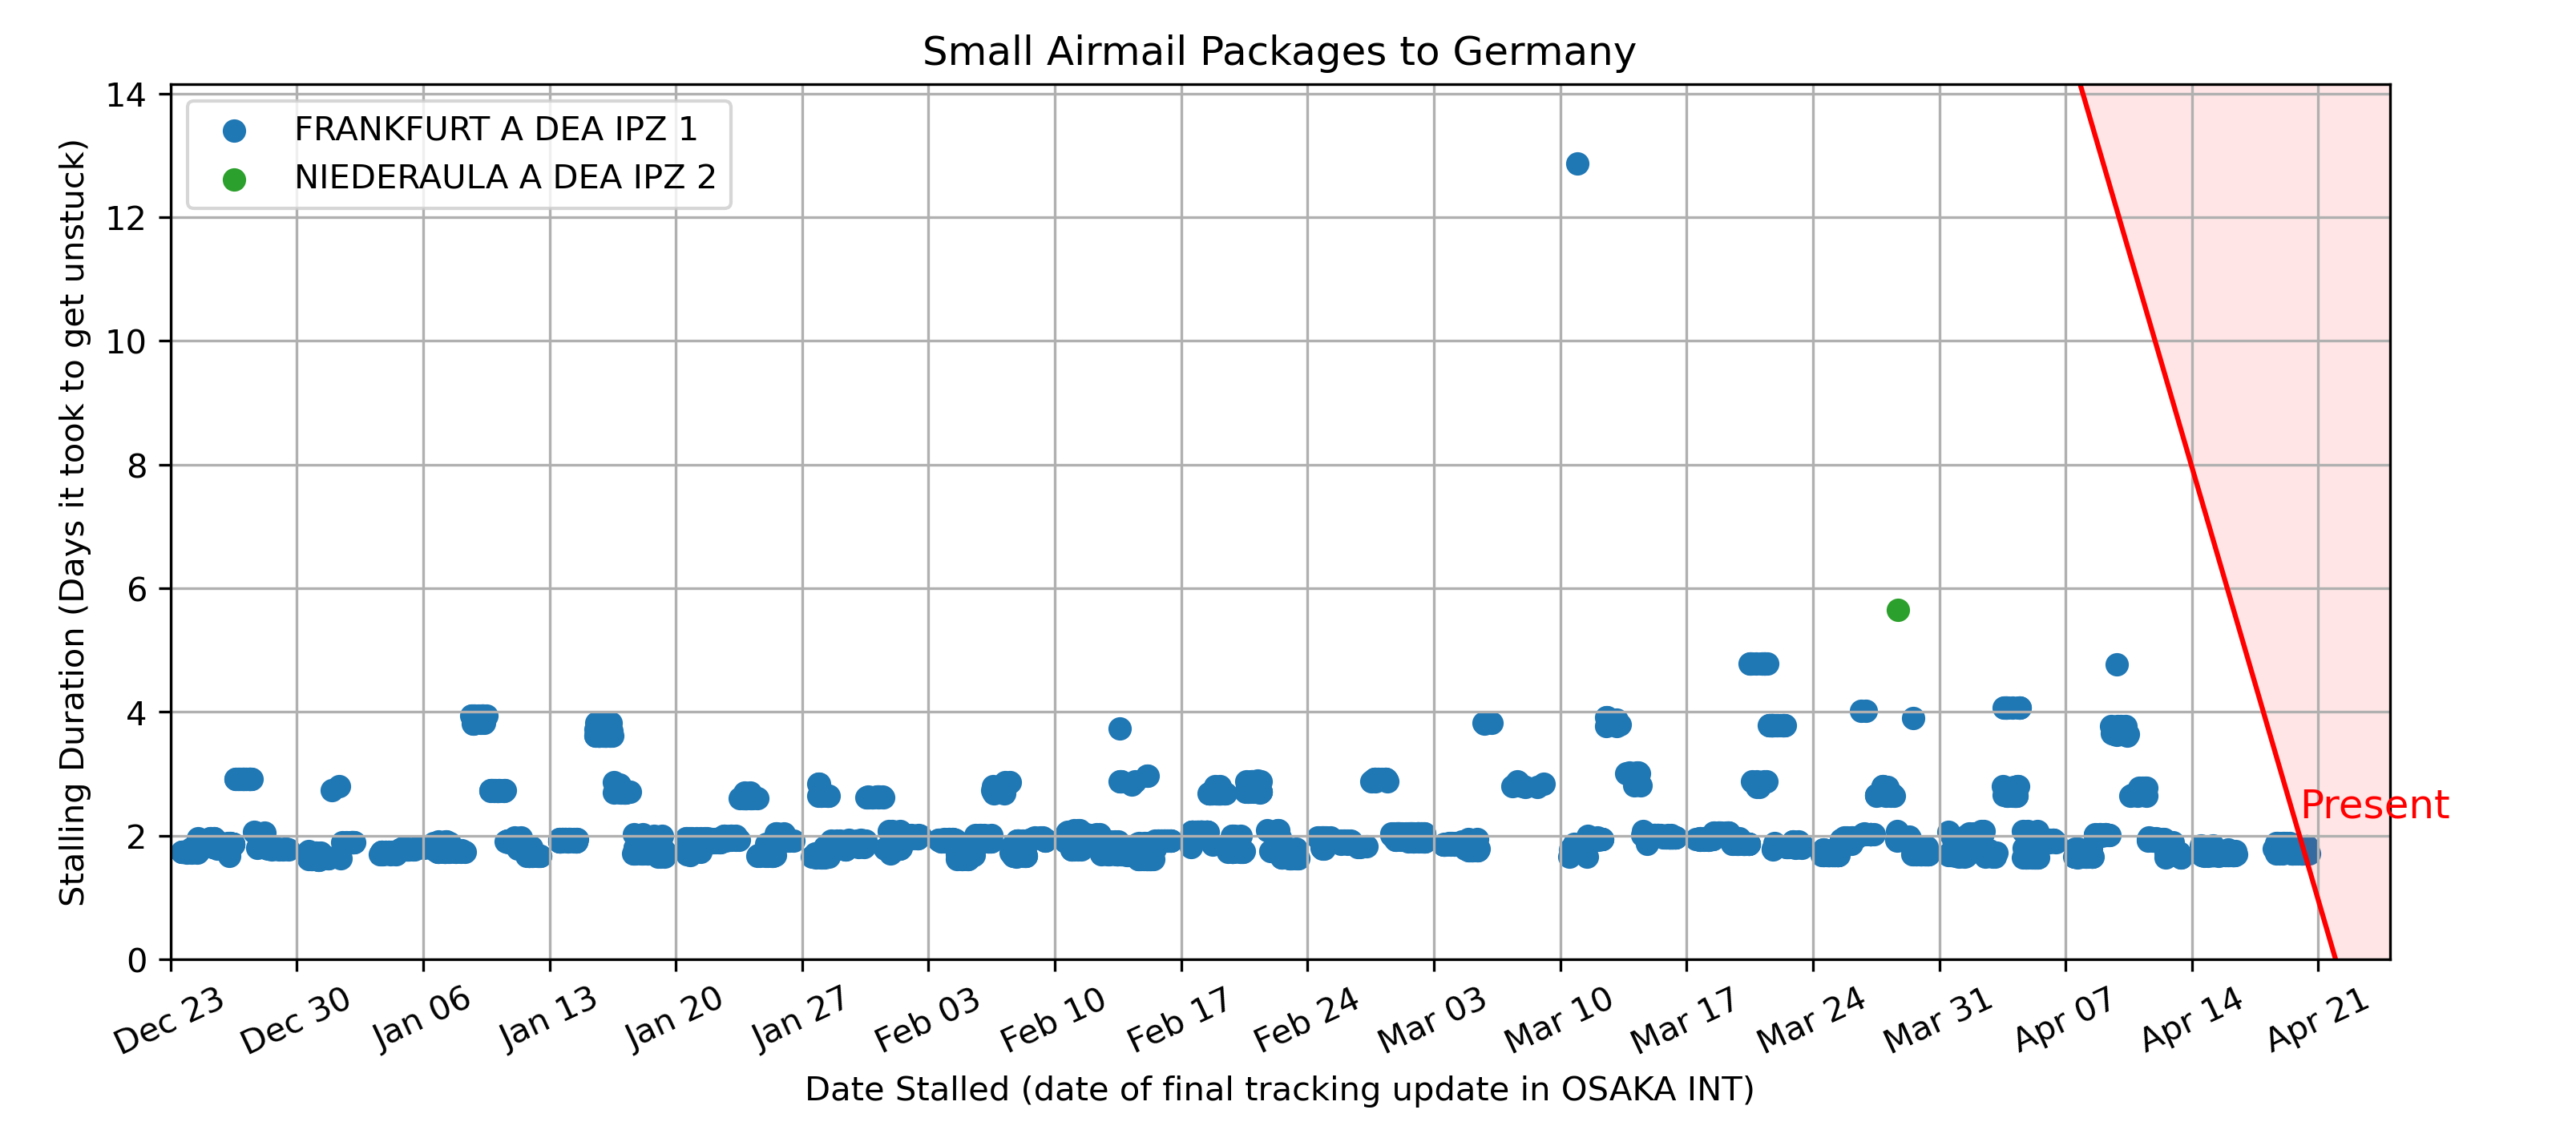 Small Airmail Packages to Germany
FRANKFURT A DEA IPZ 1
NIEDERAULA A DEA IPZ 2
Stalling Duration (Days it took to get unstuck)
14
12
10
8
6
4
2
0
Present
Dec 23
Dec 30
Jan 06
Jan 13
Jan 20
Jan 27
Feb 03
Feb 10
Feb 17
Feb 24
Mar 03
Mar 10
Mar 17
Mar 24
Mar 31
Apr 07
Apr 14
Apr 21
Date Stalled (date of final tracking update in OSAKA INT)